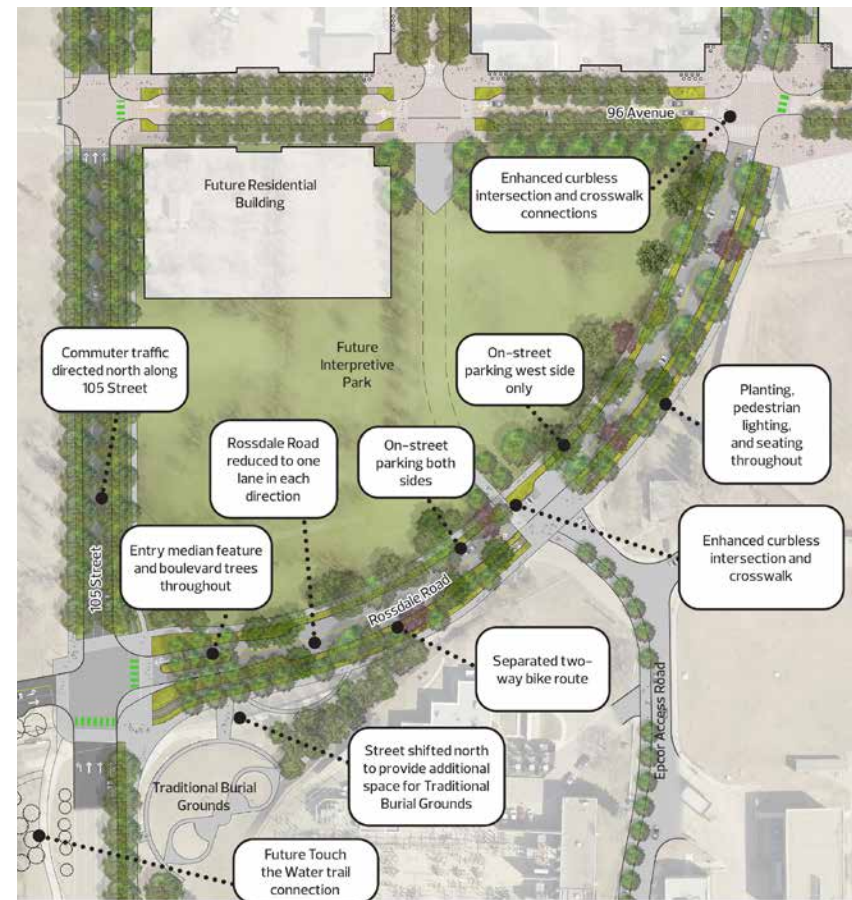 96 Avenue
Enhanced curbless
intersection and crosswalk
connections
Future Residential
Building
Commuter traffic
directed north along
105 Street
Future
Interpretive
Park
On-street
parking west side
only
Planting,
pedestrian
lighting,
and seating
throughout
Rossdale Road
reduced to one
lane in each
direction
On-street
parking both
sides
Enhanced curbless
intersection and
crosswalk
Entry median feature
and boulevard trees
throughout
105 Street
Rossdale Road
Separated two-
way bike route
Epcor Access Road
Street shifted north
to provide additional
space for Traditional
Burial Grounds
Traditional Burial
Grounds
Future Touch
the Water trail
connection